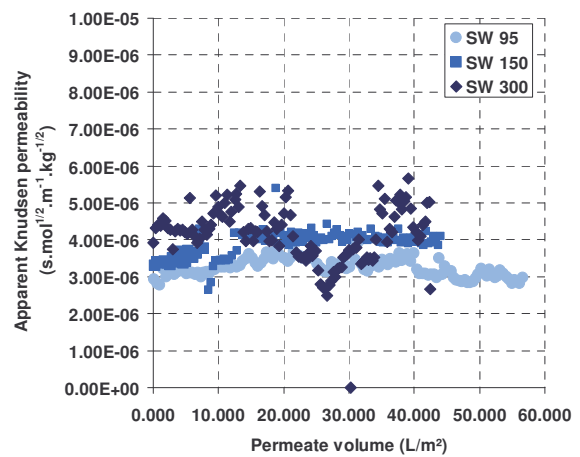 1.00E-05
9.00E-06
8.00E-06
7.00E-06
6.00E-06
5.00E-06
4.00E-06
3.00E-06
2.00E-06
1.00E-06
0.00E+00
Apparent Knudsen permeability
(s.mol^1/2.m^-1.kg^-1/2)
SW 95
SW 150
SW 300
0.000 10.000 20.000 30.000 40.000 50.000 60.000
Permeate volume (L/m²)